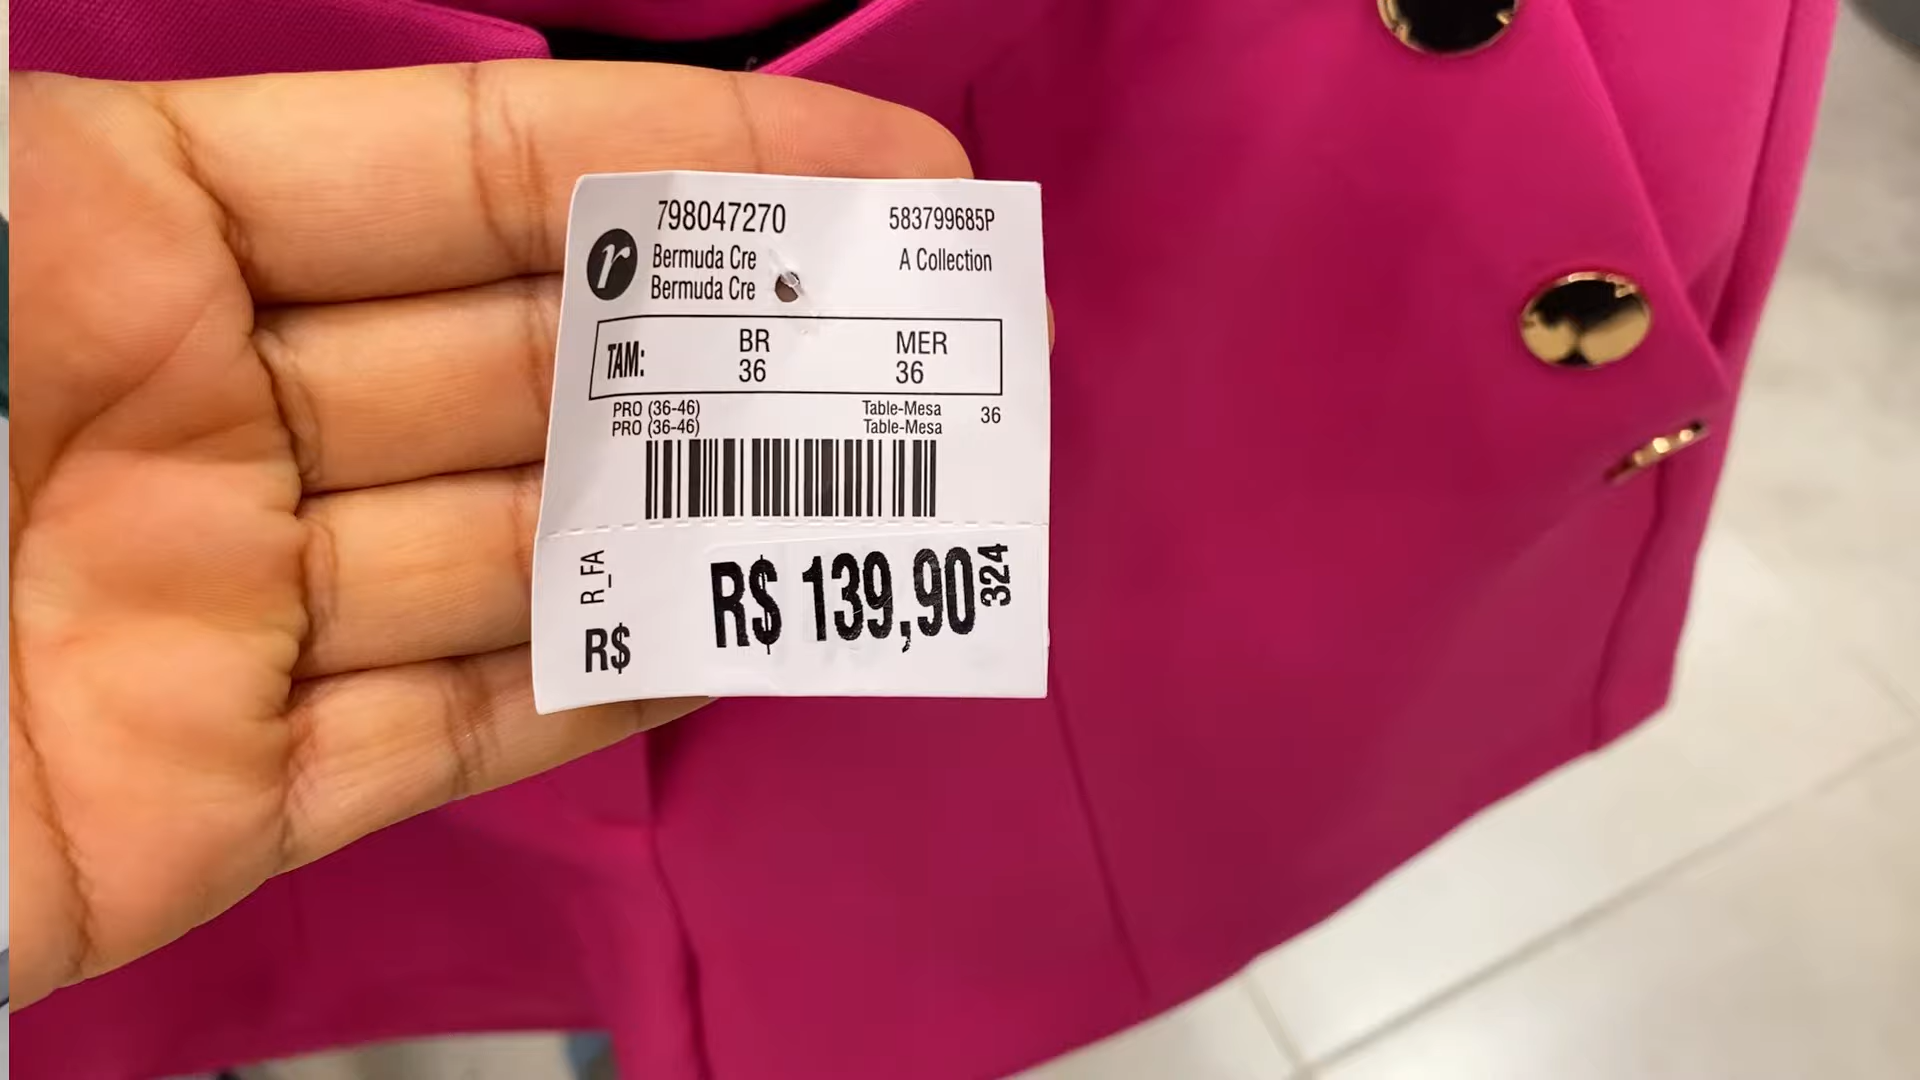 798047270 583799685P
r
Bermuda Cre A Collection
Bermuda Cre
TAM: BR MER
36 36
PRO (36-46) Table-Mesa 36
PRO (36-46) Table-Mesa
R_FA
R$
R$ 139,90
324